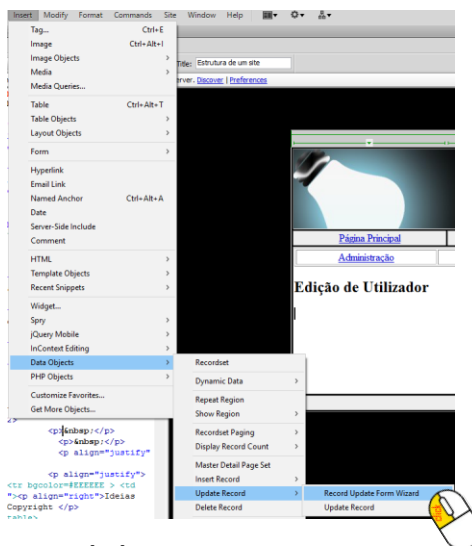 Insert Modify Format Commands Site Window Help
Tag... Ctrl+E
Image Ctrl+Alt+I
Image Objects
Media
Media Queries...
Table Ctrl+Alt+T
Table Objects
Layout Objects
Form
Hyperlink
Email Link
Named Anchor Ctrl+Alt+A
Date
Server-Side Include
Comment
HTML
Template Objects
Recent Snippets
Widget...
Spry
jQuery Mobile
InContext Editing
Data Objects
PHP Objects
Customize Favorites...
Get More Objects...
Title: Estrutura de um site
erver. Discover | Preferences
Página Principal
Administração
Edição de Utilizador
Recordset
Dynamic Data
Repeat Region
Show Region
Recordset Paging
Display Record Count
Master Detail Page Set
Insert Record
Update Record
Delete Record
Record Update Form Wizard
Update Record
click
<p>&nbsp;</p>
<p>&nbsp;</p>
<p align="justify"
<p align="justify">
<tr bgcolor=#EEEEEE > <td
"><p align="right">Ideias
Copyright </p>